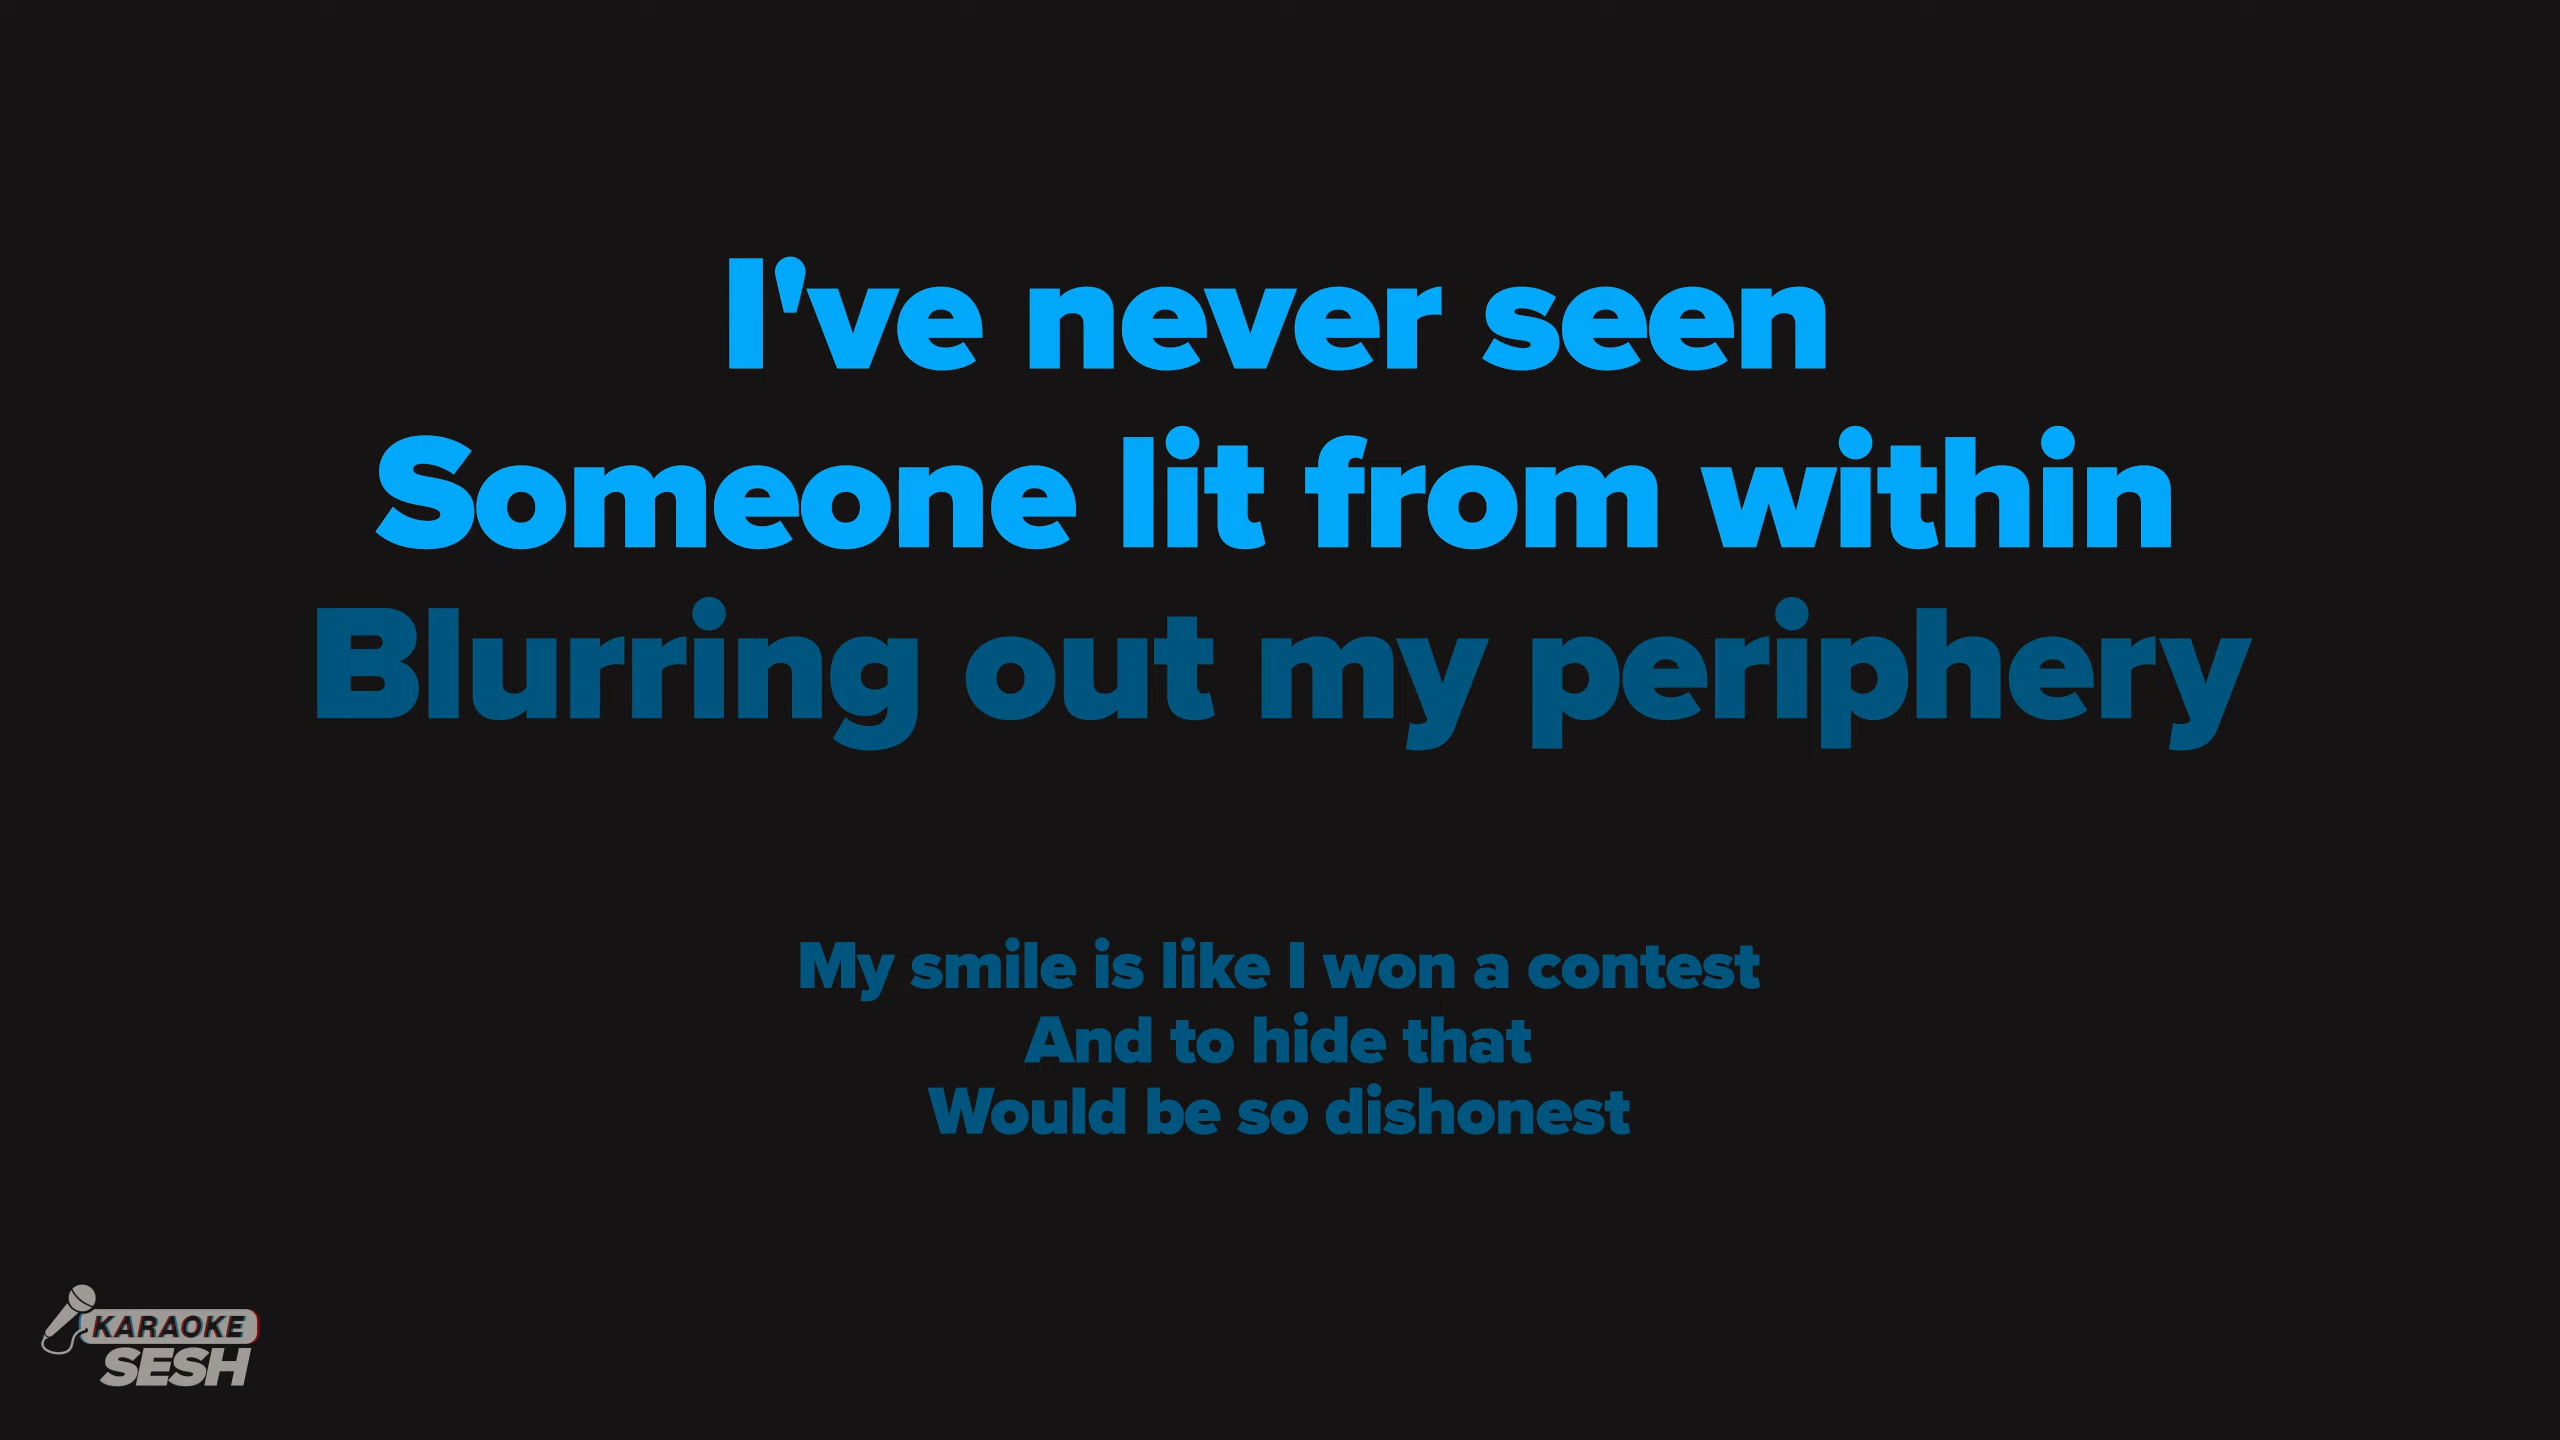 I've never seen
Someone lit from within
Blurring out my periphery
My smile is like I won a contest
And to hide that
Would be so dishonest
KARAOKE
SESH